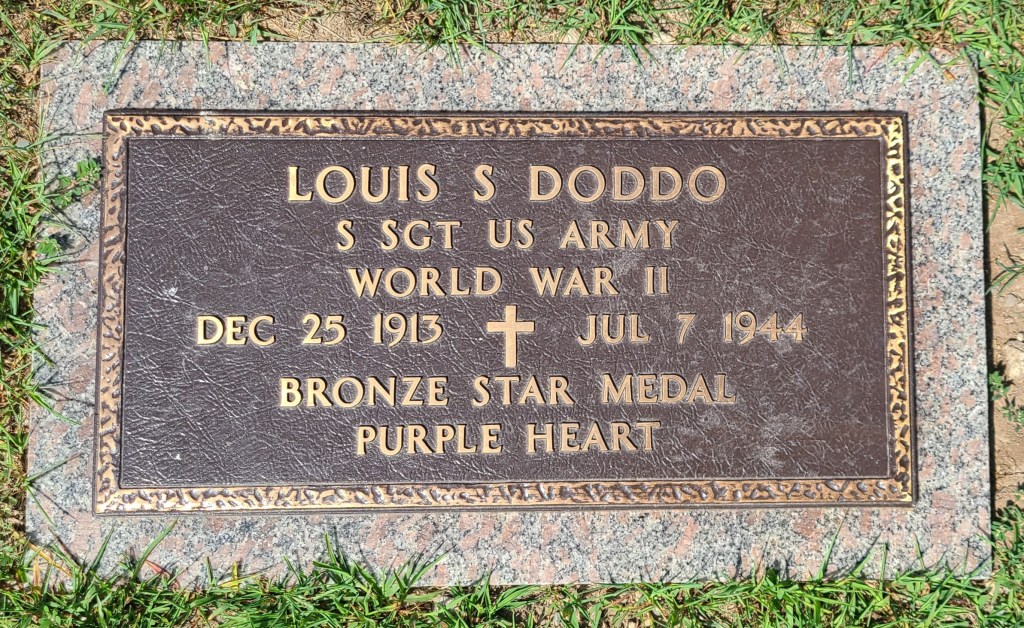 LOUIS S DODDO
S SGT US ARMY
WORLD WAR II
DEC 25 1913 JUL 7 1944
BRONZE STAR MEDAL
PURPLE HEART